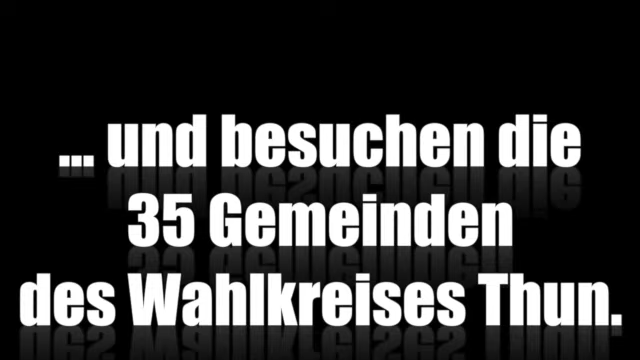 ... und besuchen die
35 Gemeinden
des Wahlkreises Thun.